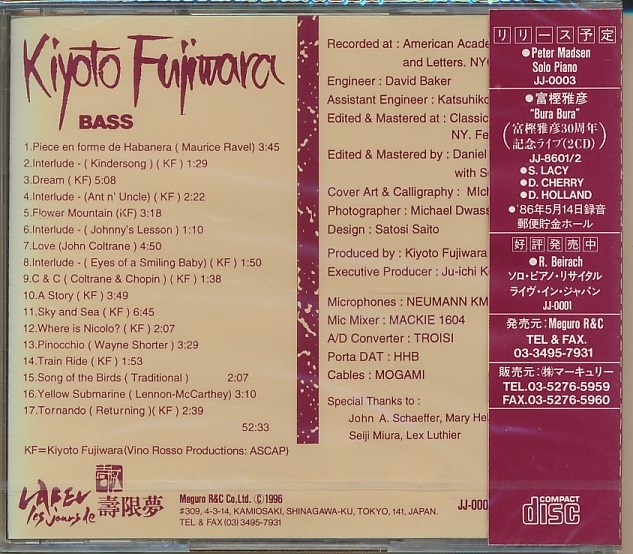 Kiyoto Fujiwara
BASS
1.Piece en forme de Habanera ( Maurice Ravel) 3:45
2.Interlude - (Kindersong) ( KF ) 1:29
3.Dream ( KF) 5:08
4.Interlude - (Ant n' Uncle) ( KF ) 2:22
5.Flower Mountain (KF) 3:18
6.Interlude - (Johnny's Lesson ) 1:10
7.Love (John Coltrane ) 4:50
8.Interlude - ( Eyes of a Smiling Baby) ( KF ) 1:50
9.C & C ( Coltrane & Chopin ) ( KF ) 1:38
10.A Story ( KF ) 3:49
11.Sky and Sea ( KF ) 6:45
12.Where is Nicolo? ( KF ) 2:07
13.Pinocchio ( Wayne Shorter ) 3:29
14.Train Ride ( KF ) 1:53
15.Song of the Birds ( Traditional ) 2:07
16.Yellow Submarine ( Lennon-McCarthey) 3:10
17.Tornando ( Returning )( KF ) 2:39
52:33
KF=Kiyoto Fujiwara(Vino Rosso Productions: ASCAP)
LABEL
les jours de
壽限夢
Meguro R&C Co,Ltd. Ⓒ1996
#309, 4-3-14, KAMIOSAKI, SHINAGAWA-KU, TOKYO, 141, JAPAN.
TEL & FAX (03) 3495-7931
JJ-000
Recorded at : American Acade
and Letters. NY
Engineer : David Baker
Assistant Engineer : Katsuhiko
Edited & Mastered at : Classic
NY. Fe
Edited & Mastered by : Daniel
with So
Cover Art & Calligraphy : MIch
Photographer : Michael Dwass
Design : Satosi Saito
Produced by : Kiyoto Fujiwara
Executive Producer : Ju-ichi K
Microphones : NEUMANN KM
Mic Mixer : MACKIE 1604
A/D Converter : TROISI
Porta DAT : HHB
Cables : MOGAMI
Special Thanks to :
John A. Schaeffer, Mary He
Seiji Miura, Lex Luthier
リリース予定
●Peter Madsen
Solo Piano
JJ-0003
●富樫雅彦
"Bura Bura"
(富樫雅彦30周年
記念ライブ(2CD))
JJ-8601/2
●S. LACY
●D. CHERRY
●D. HOLLAND
●'86年5月14日録音
郵便貯金ホール
好評発売中
●R. Beirach
ソロ・ピアノ・リサイタル
ライヴ・イン・ジャパン
JJ-0001
発売元:Meguro R&C
TEL & FAX.
03-3495-7931
販売元:㈱マーキュリー
TEL.03-5276-5959
FAX.03-5276-5960
COMPACT
disc